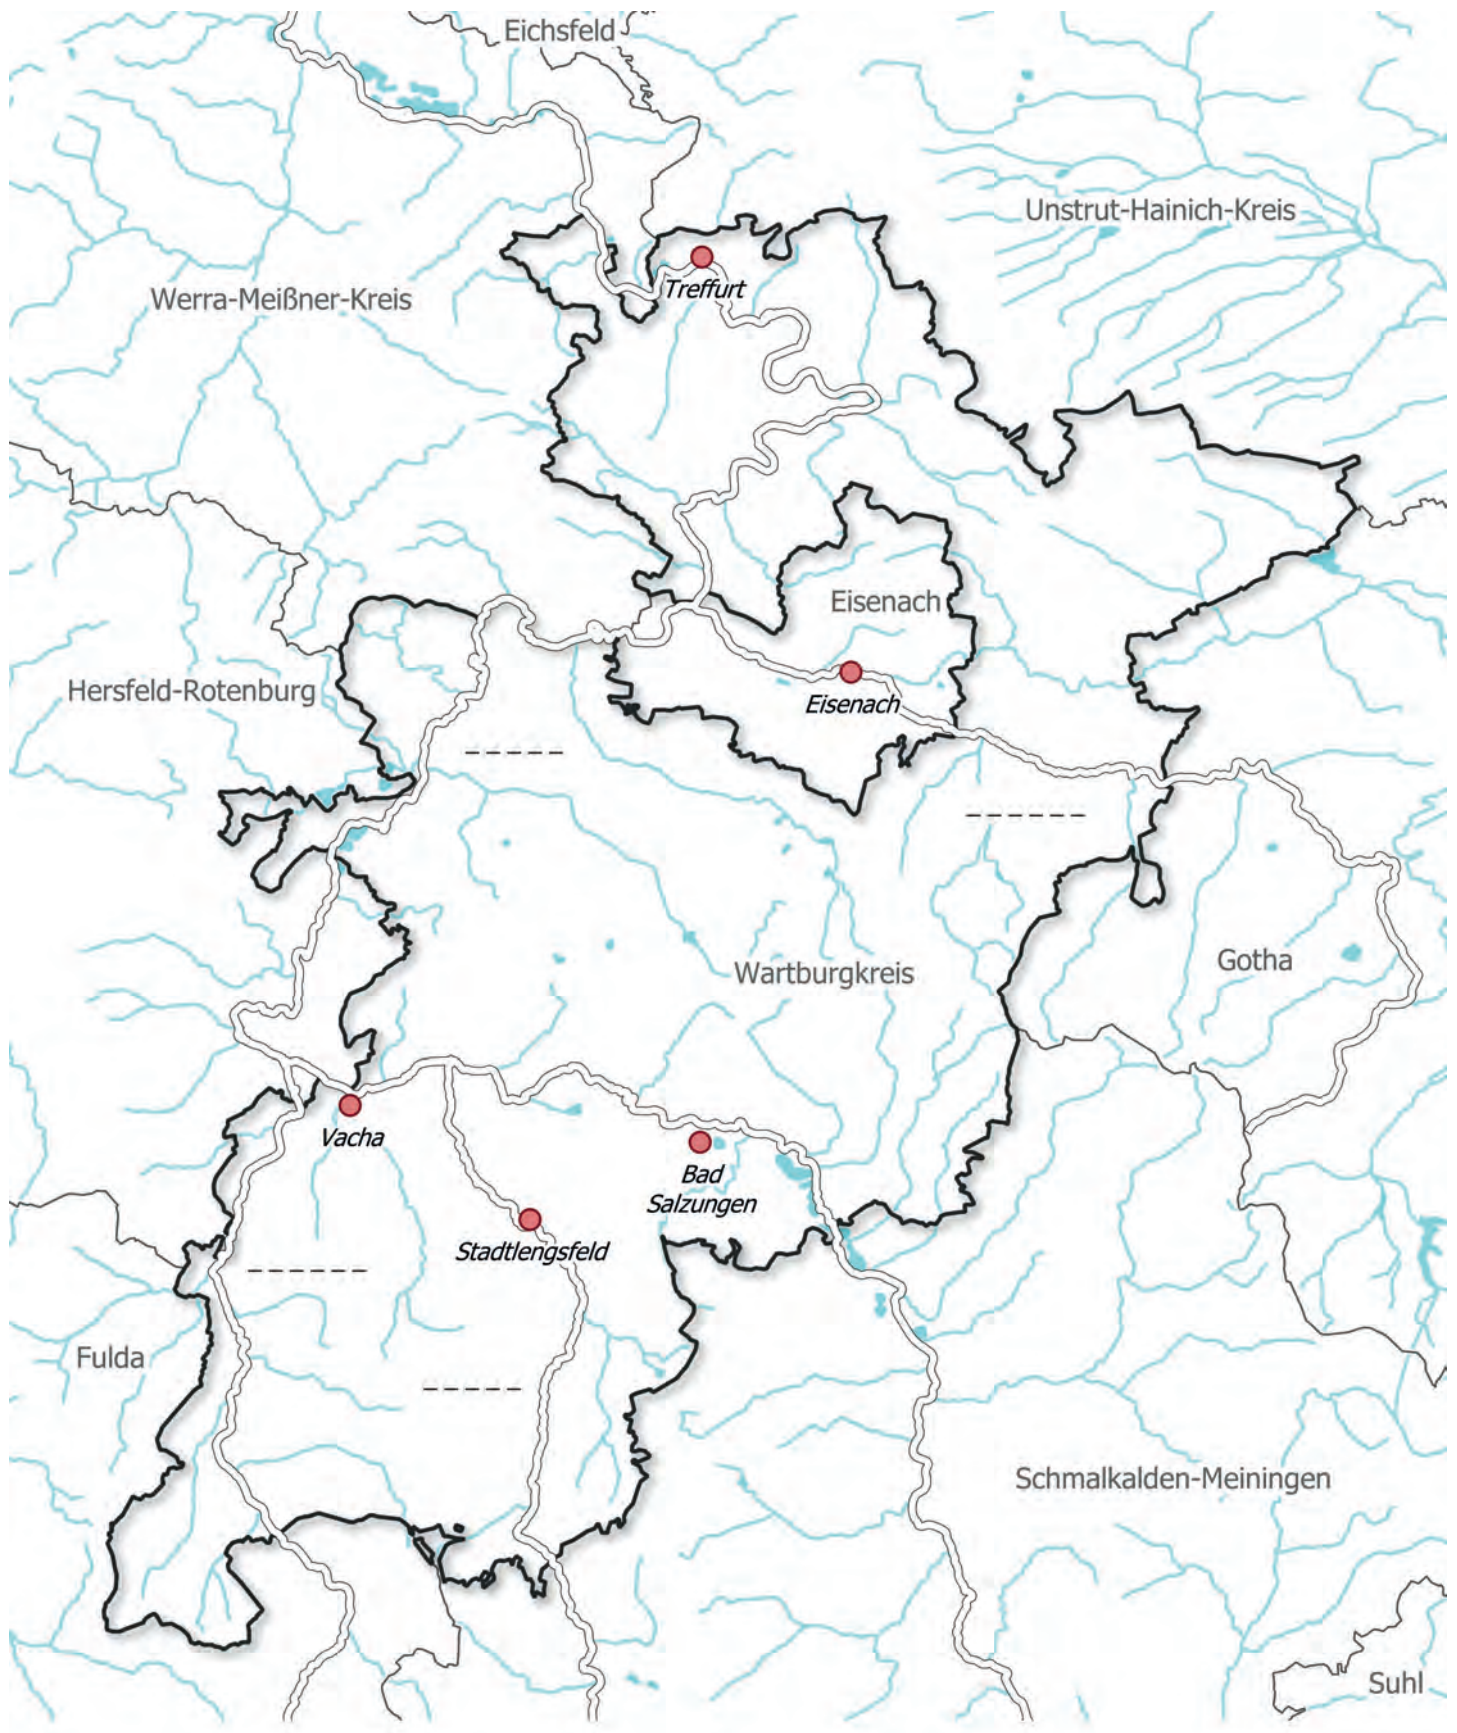 Eichsfeld
Unstrut-Hainich-Kreis
Werra-Meißner-Kreis
Treffurt
Eisenach
Hersfeld-Rotenburg
Eisenach
Wartburgkreis
Gotha
Vacha
Bad
Salzungen
Stadtlengsfeld
Fulda
Schmalkalden-Meiningen
Suhl